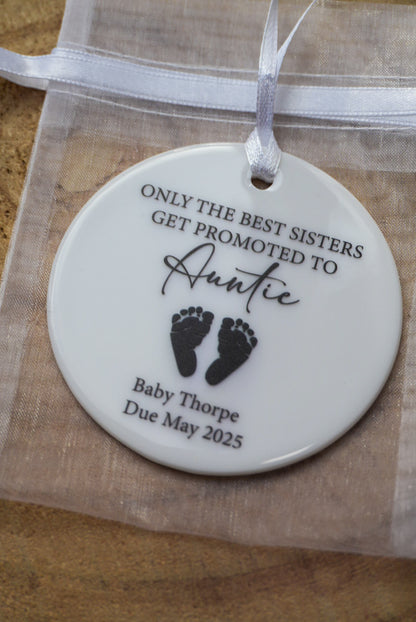 ONLY THE BEST SISTERS
GET PROMOTED TO
Auntie
Baby Thorpe
Due May 2025